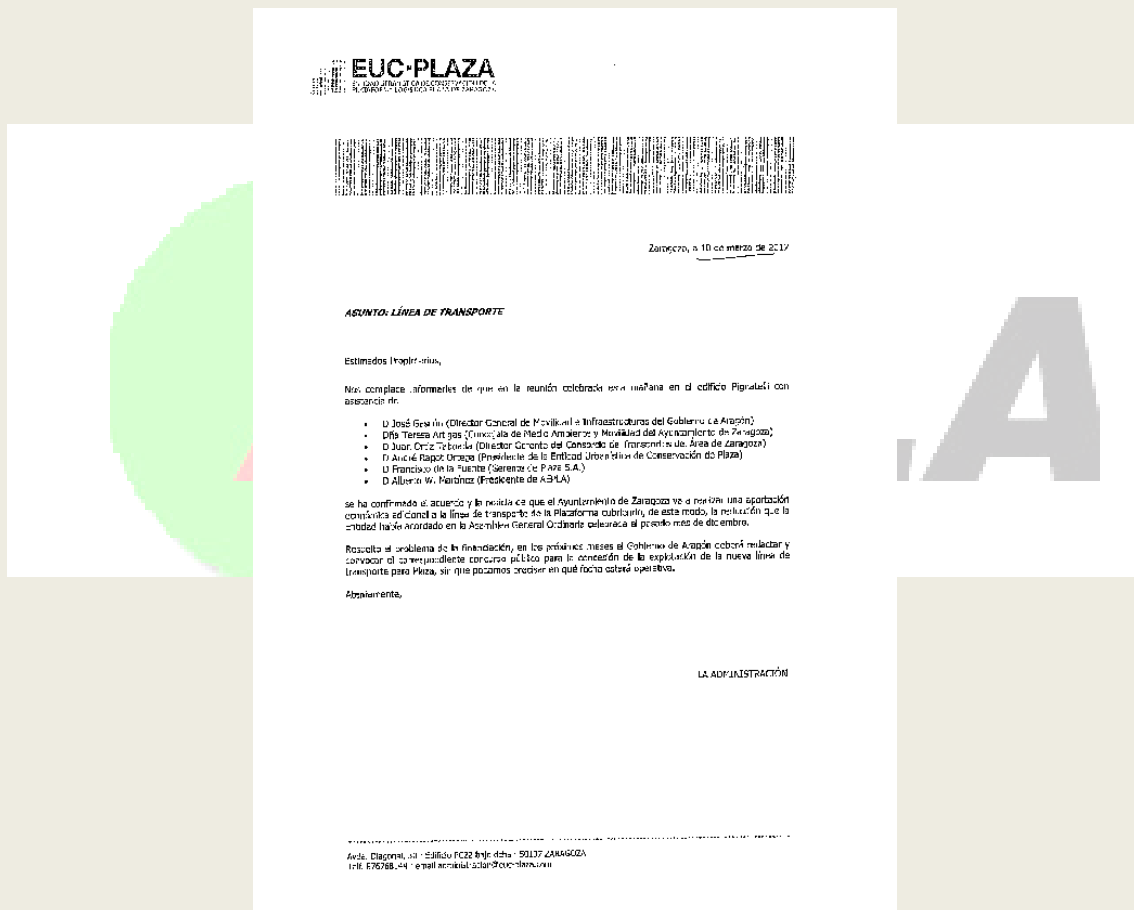 EUC·PLAZA
Zaragoza, a 10 de marzo de 2017
ASUNTO: LÍNEA DE TRANSPORTE
Estimados Propietarios,
Nos complace informarles de que en la reunión celebrada esta mañana en el edificio Pignatelli con
asistencia de:
• D José Gascón (Director General de Movilidad e Infraestructuras del Gobierno de Aragón)
• Dña Teresa Artigas (Concejala de Medio Ambiente y Movilidad del Ayuntamiento de Zaragoza)
• D Juan Ortiz Taboada (Director Gerente del Consorcio de Transportes del Área de Zaragoza)
• D André Ragot Ortega (Presidente de la Entidad Urbanística de Conservación de Plaza)
• D Francisco de la Fuente (Gerente de Plaza S.A.)
• D Alberto W. Martínez (Presidente de AEPLA)
se ha confirmado el acuerdo y la noticia de que el Ayuntamiento de Zaragoza va a realizar una aportación
económica adicional a la línea de transporte de la Plataforma cubriendo, de este modo, la reducción que la
Entidad había acordado en la Asamblea General Ordinaria celebrada el pasado mes de diciembre.
Resuelto el problema de la financiación, en los próximos meses el Gobierno de Aragón deberá redactar y
convocar el correspondiente concurso público para la concesión de la explotación de la nueva línea de
transporte para Plaza, sin que podamos precisar en qué fecha estará operativa.
Atentamente,
LA ADMINISTRACIÓN
Avda. Diagonal, Edificio PC22 bajo dcha · 50197 ZARAGOZA
Telf. email
A